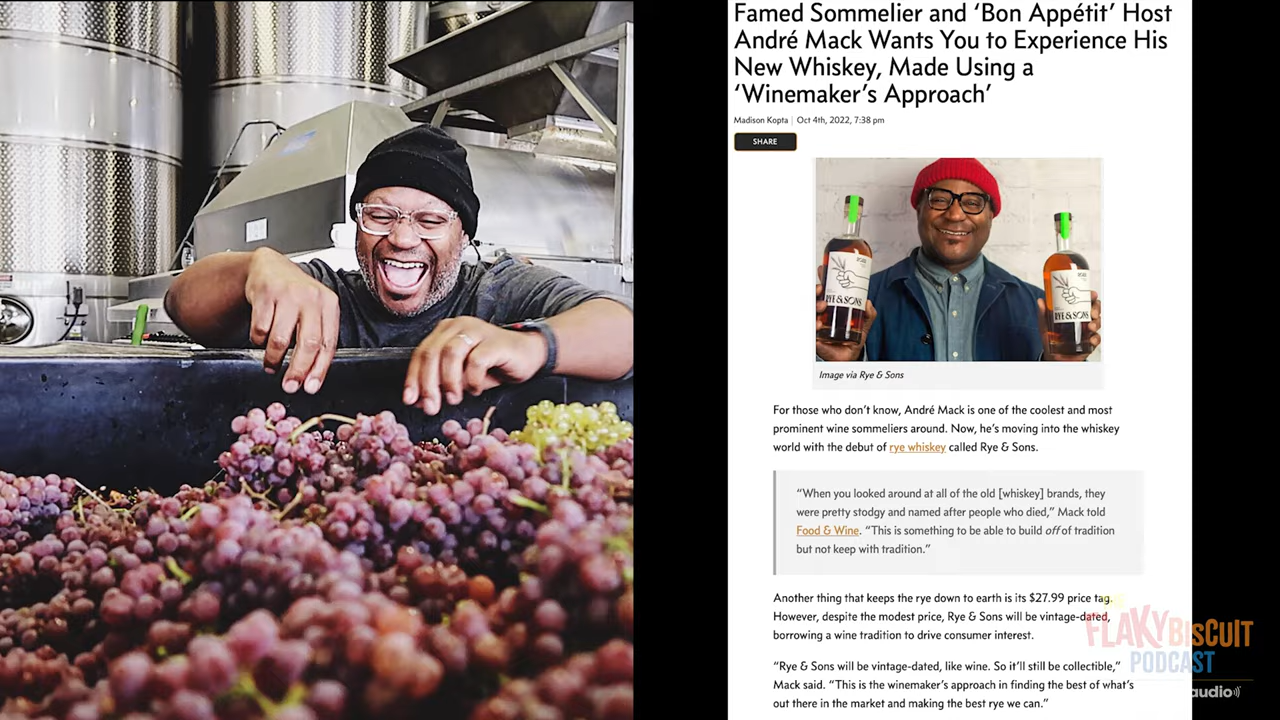 Famed Sommelier and ‘Bon Appétit’ Host
André Mack Wants You to Experience His
New Whiskey, Made Using a
‘Winemaker’s Approach’
Madison Kopta | Oct 4th, 2022, 7:38 pm
SHARE
RYE & SONS
RYE & SONS
Image via Rye & Sons
For those who don’t know, André Mack is one of the coolest and most
prominent wine sommeliers around. Now, he’s moving into the whiskey
world with the debut of rye whiskey called Rye & Sons.
“When you looked around at all of the old [whiskey] brands, they
were pretty stodgy and named after people who died,” Mack told
Food & Wine. “This is something to be able to build off of tradition
but not keep with tradition.”
Another thing that keeps the rye down to earth is its $27.99 price tag.
However, despite the modest price, Rye & Sons will be vintage-dated,
borrowing a wine tradition to drive consumer interest.
“Rye & Sons will be vintage-dated, like wine. So it’ll still be collectible,”
Mack said. “This is the winemaker’s approach in finding the best of what’s
out there in the market and making the best rye we can.”
FLAKY BISCUIT
PODCAST
audio